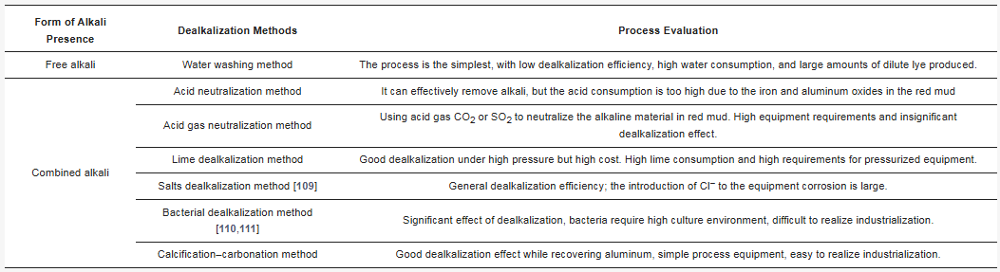 Form of Alkali Presence Dealkalization Methods Process Evaluation
Free alkali Water washing method The process is the simplest, with low dealkalization efficiency, high water consumption, and large amounts of dilute lye produced.
Combined alkali
Acid neutralization method It can effectively remove alkali, but the acid consumption is too high due to the iron and aluminum oxides in the red mud
Acid gas neutralization method Using acid gas CO₂ or SO₂ to neutralize the alkaline material in red mud. High equipment requirements and insignificant
dealkalization effect.
Lime dealkalization method Good dealkalization under high pressure but high cost. High lime consumption and high requirements for pressurized equipment.
Salts dealkalization method [109] General dealkalization efficiency; the introduction of Cl⁻ to the equipment corrosion is large.
Bacterial dealkalization method
[110,111] Significant effect of dealkalization, bacteria require high culture environment, difficult to realize industrialization.
Calcification–carbonation method Good dealkalization effect while recovering aluminum, simple process equipment, easy to realize industrialization.